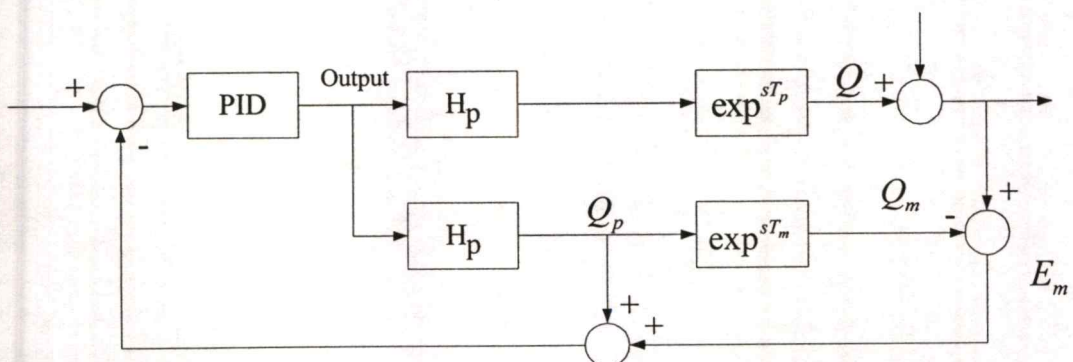 +
PID
Output
H_p
exp^{sT_p}
Q +
-
H_p
Q_p
exp^{sT_m}
Q_m
-
+
E_m
+
+